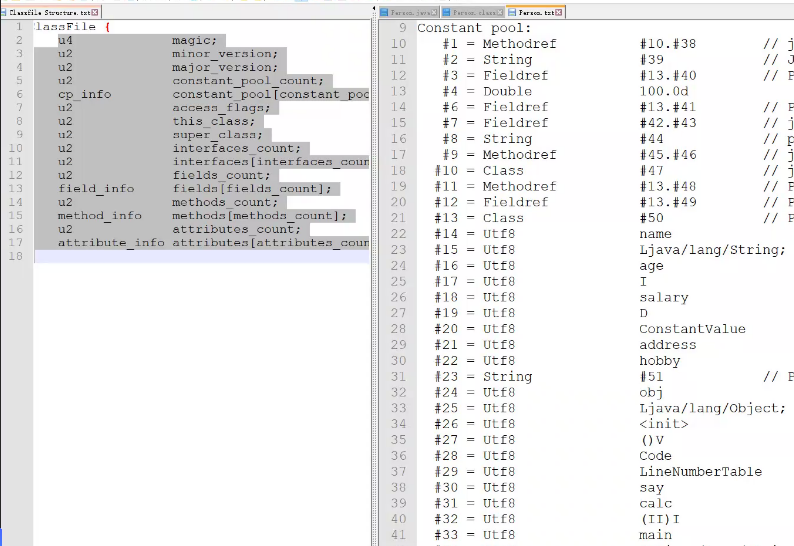 Classfile Structure.txt
Person.java
Person.class
Person.txt
1 lassFile {
2 u4 magic;
3 u2 minor_version;
4 u2 major_version;
5 u2 constant_pool_count;
6 cp_info constant_pool[constant_poo
7 u2 access_flags;
8 u2 this_class;
9 u2 super_class;
10 u2 interfaces_count;
11 u2 interfaces[interfaces_coun
12 u2 fields_count;
13 field_info fields[fields_count];
14 u2 methods_count;
15 method_info methods[methods_count];
16 u2 attributes_count;
17 attribute_info attributes[attributes_coun
18
9 Constant pool:
10 #1 = Methodref #10.#38 // j
11 #2 = String #39 // J
12 #3 = Fieldref #13.#40 // P
13 #4 = Double 100.0d
14 #6 = Fieldref #13.#41 // P
15 #7 = Fieldref #42.#43 // j
16 #8 = String #44 // p
17 #9 = Methodref #45.#46 // j
18 #10 = Class #47 // j
19 #11 = Methodref #13.#48 // P
20 #12 = Fieldref #13.#49 // P
21 #13 = Class #50 // P
22 #14 = Utf8 name
23 #15 = Utf8 Ljava/lang/String;
24 #16 = Utf8 age
25 #17 = Utf8 I
26 #18 = Utf8 salary
27 #19 = Utf8 D
28 #20 = Utf8 ConstantValue
29 #21 = Utf8 address
30 #22 = Utf8 hobby
31 #23 = String #51 // P
32 #24 = Utf8 obj
33 #25 = Utf8 Ljava/lang/Object;
34 #26 = Utf8 <init>
35 #27 = Utf8 ()V
36 #28 = Utf8 Code
37 #29 = Utf8 LineNumberTable
38 #30 = Utf8 say
39 #31 = Utf8 calc
40 #32 = Utf8 (II)I
41 #33 = Utf8 main